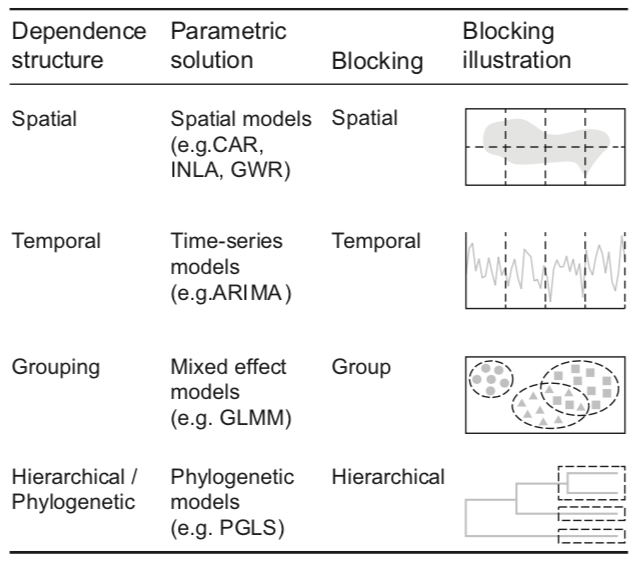 Dependence structure
Parametric solution
Blocking
Blocking illustration
Spatial
Spatial models
(e.g.CAR,
INLA, GWR)
Spatial
Temporal
Time-series
models
(e.g.ARIMA)
Temporal
Grouping
Mixed effect
models
(e.g. GLMM)
Group
Hierarchical /
Phylogenetic
Phylogenetic
models
(e.g. PGLS)
Hierarchical